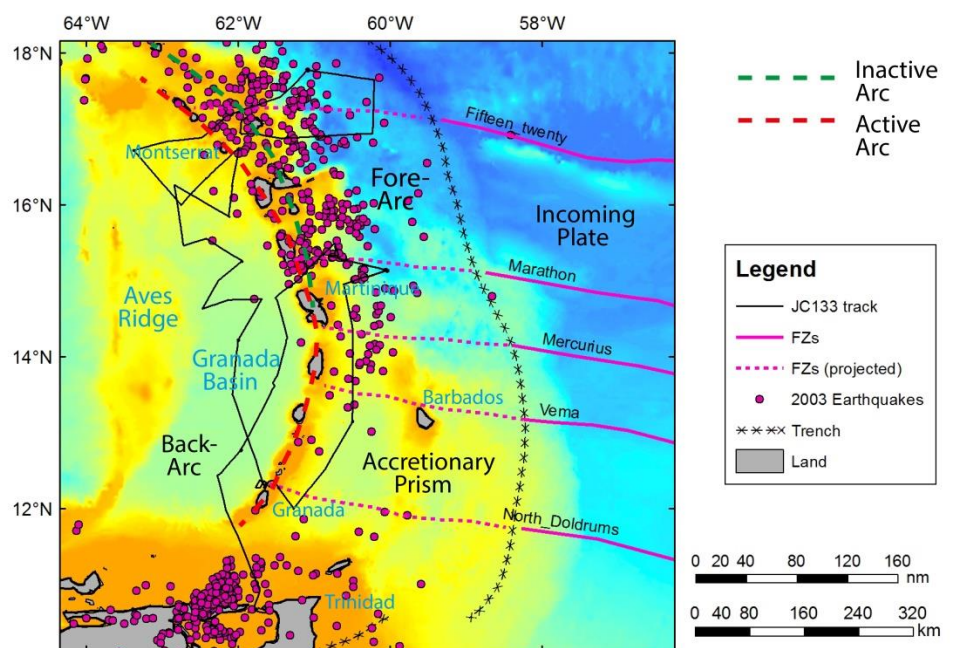 64°W
62°W
60°W
58°W
18°N
16°N
14°N
12°N
Fifteen_twenty
Montserrat
Fore-
Arc
Incoming
Plate
Marathon
Martinique
Aves
Ridge
Mercurius
Granada
Basin
Barbados
Vema
Back-
Arc
Accretionary
Prism
Granada
North_Doldrums
Trinidad
Inactive
Arc
Active
Arc
Legend
JC133 track
FZs
FZs (projected)
2003 Earthquakes
Trench
Land
0 20 40 80 120 160
nm
0 40 80 160 240 320
km